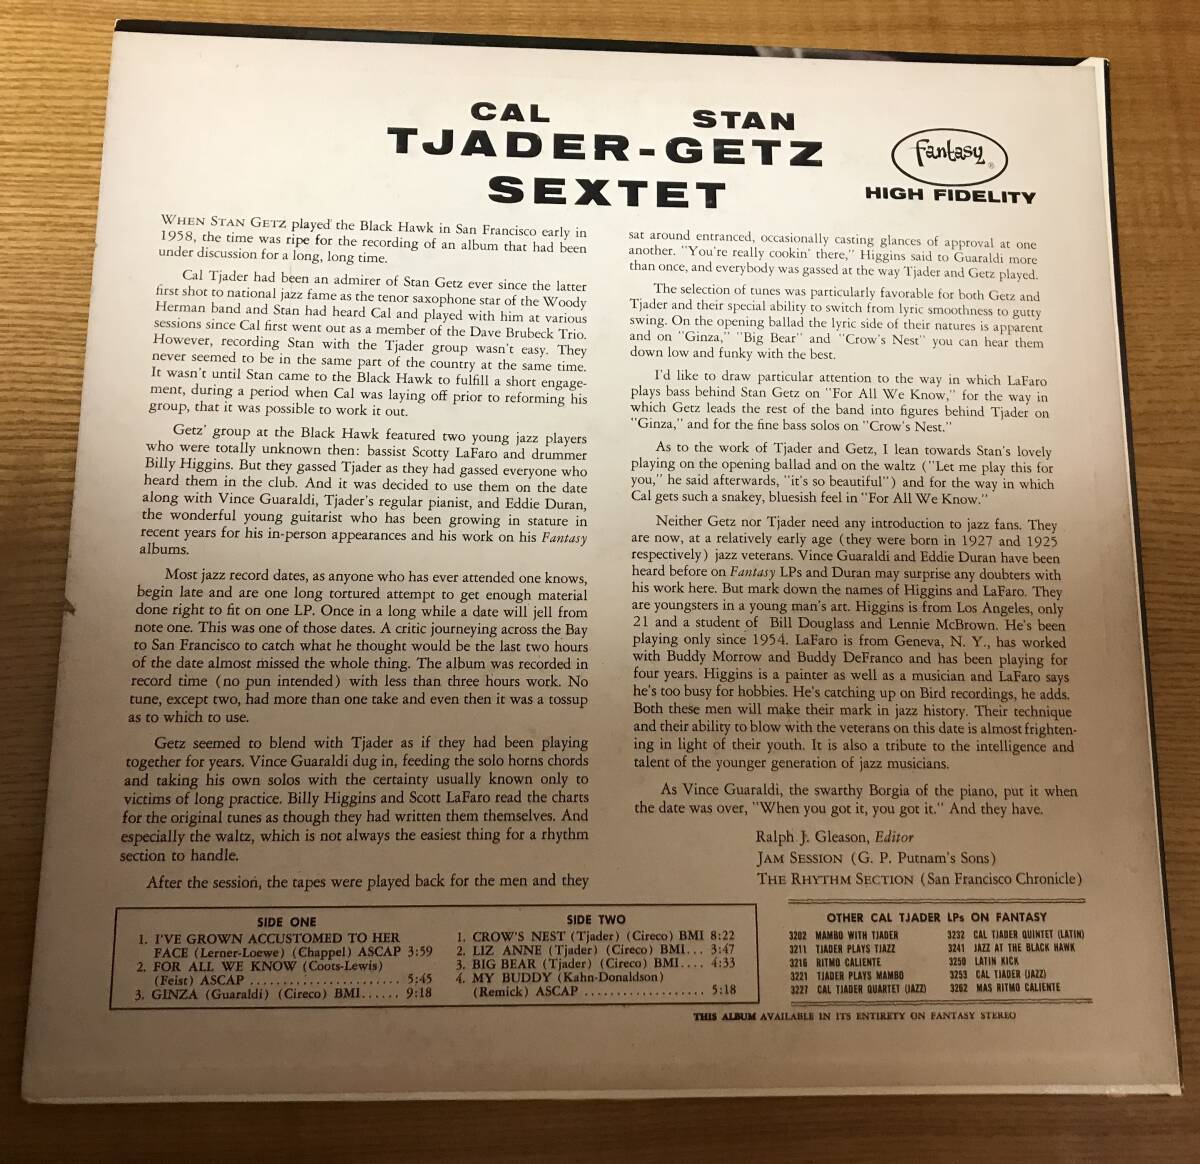 CAL STAN
TJADER-GETZ
SEXTET
Fantasy ®
HIGH FIDELITY
WHEN STAN GETZ played the Black Hawk in San Francisco early in
1958, the time was ripe for the recording of an album that had been
under discussion for a long, long time.
Cal Tjader had been an admirer of Stan Getz ever since the latter
first shot to national jazz fame as the tenor saxophone star of the Woody
Herman band and Stan had heard Cal and played with him at various
sessions since Cal first went out as a member of the Dave Brubeck Trio.
However, recording Stan with the Tjader group wasn't easy. They
never seemed to be in the same part of the country at the same time.
It wasn't until Stan came to the Black Hawk to fulfill a short engage-
ment, during a period when Cal was laying off prior to reforming his
group, that it was possible to work it out.
Getz' group at the Black Hawk featured two young jazz players
who were totally unknown then: bassist Scotty LaFaro and drummer
Billy Higgins. But they gassed Tjader as they had gassed everyone who
heard them in the club. And it was decided to use them on the date
along with Vince Guaraldi, Tjader's regular pianist, and Eddie Duran,
the wonderful young guitarist who has been growing in stature in
recent years for his in-person appearances and his work on his Fantasy
albums.
Most jazz record dates, as anyone who has ever attended one knows,
begin late and are one long tortured attempt to get enough material
done right to fit on one LP. Once in a long while a date will jell from
note one. This was one of those dates. A critic journeying across the Bay
to San Francisco to catch what he thought would be the last two hours
of the date almost missed the whole thing. The album was recorded in
record time (no pun intended) with less than three hours work. No
tune, except two, had more than one take and even then it was a tossup
as to which to use.
Getz seemed to blend with Tjader as if they had been playing
together for years. Vince Guaraldi dug in, feeding the solo horns chords
and taking his own solos with the certainty usually known only to
victims of long practice. Billy Higgins and Scott LaFaro read the charts
for the original tunes as though they had written them themselves. And
especially the waltz, which is not always the easiest thing for a rhythm
section to handle.
After the session, the tapes were played back for the men and they
sat around entranced, occasionally casting glances of approval at one
another. "You're really cookin' there," Higgins said to Guaraldi more
than once, and everybody was gassed at the way Tjader and Getz played.
The selection of tunes was particularly favorable for both Getz and
Tjader and their special ability to switch from lyric smoothness to gutty
swing. On the opening ballad the lyric side of their natures is apparent
and on "Ginza," "Big Bear" and "Crow's Nest" you can hear them
down low and funky with the best.
I'd like to draw particular attention to the way in which LaFaro
plays bass behind Stan Getz on "For All We Know," for the way in
which Getz leads the rest of the band into figures behind Tjader on
"Ginza," and for the fine bass solos on "Crow's Nest."
As to the work of Tjader and Getz, I lean towards Stan's lovely
playing on the opening ballad and on the waltz ("Let me play this for
you," he said afterwards, "it's so beautiful") and for the way in which
Cal gets such a snakey, bluesish feel in "For All We Know."
Neither Getz nor Tjader need any introduction to jazz fans. They
are now, at a relatively early age (they were born in 1927 and 1925
respectively) jazz veterans. Vince Guaraldi and Eddie Duran have been
heard before on Fantasy LPs and Duran may surprise any doubters with
his work here. But mark down the names of Higgins and LaFaro. They
are youngsters in a young man's art. Higgins is from Los Angeles, only
21 and a student of Bill Douglass and Lennie McBrown. He's been
playing only since 1954. LaFaro is from Geneva, N. Y., has worked
with Buddy Morrow and Buddy DeFranco and has been playing for
four years. Higgins is a painter as well as a musician and LaFaro says
he's too busy for hobbies. He's catching up on Bird recordings, he adds.
Both these men will make their mark in jazz history. Their technique
and their ability to blow with the veterans on this date is almost frighten-
ing in light of their youth. It is also a tribute to the intelligence and
talent of the younger generation of jazz musicians.
As Vince Guaraldi, the swarthy Borgia of the piano, put it when
the date was over, "When you got it, you got it." And they have.
Ralph J. Gleason, Editor
JAM SESSION (G. P. Putnam's Sons)
THE RHYTHM SECTION (San Francisco Chronicle)
SIDE ONE
1. I'VE GROWN ACCUSTOMED TO HER
FACE (Lerner-Loewe) (Chappel) ASCAP 3:59
2. FOR ALL WE KNOW (Coots-Lewis)
(Feist) ASCAP ........................ 5:45
3. GINZA (Guaraldi) (Cireco) BMI...... 9:18
SIDE TWO
1. CROW'S NEST (Tjader) (Cireco) BMI 8:22
2. LIZ ANNE (Tjader) (Cireco) BMI... 3:47
3. BIG BEAR (Tjader) (Cireco) BMI.... 4:33
4. MY BUDDY (Kahn-Donaldson)
(Remick) ASCAP ................... 5:18
OTHER CAL TJADER LPs ON FANTASY
3202 MAMBO WITH TJADER
3211 TJADER PLAYS TJAZZ
3216 RITMO CALIENTE
3221 TJADER PLAYS MAMBO
3227 CAL TJADER QUARTET (JAZZ)
3232 CAL TJADER QUINTET (LATIN)
3241 JAZZ AT THE BLACK HAWK
3250 LATIN KICK
3253 CAL TJADER (JAZZ)
3262 MAS RITMO CALIENTE
THIS ALBUM AVAILABLE IN ITS ENTIRETY ON FANTASY STEREO